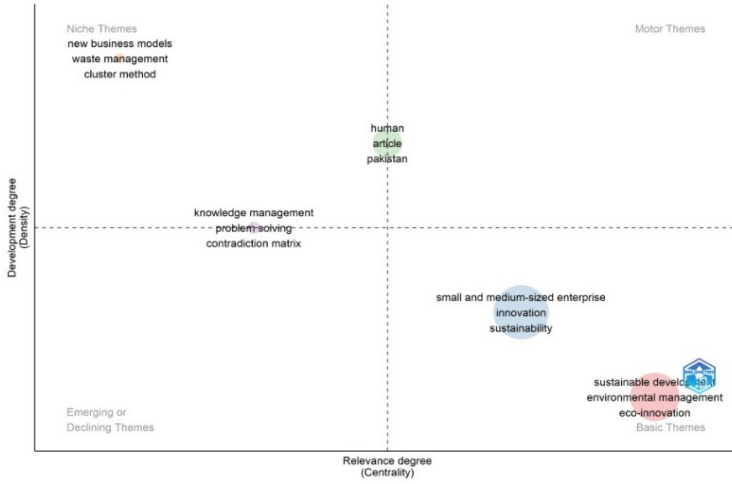 Niche Themes
Motor Themes
new business models
waste management
cluster method
human
article
pakistan
knowledge management
problem solving
contradiction matrix
Development degree
(Density)
small and medium-sized enterprise
innovation
sustainability
sustainable development
environmental management
eco-innovation
Emerging or
Declining Themes
Basic Themes
Relevance degree
(Centrality)